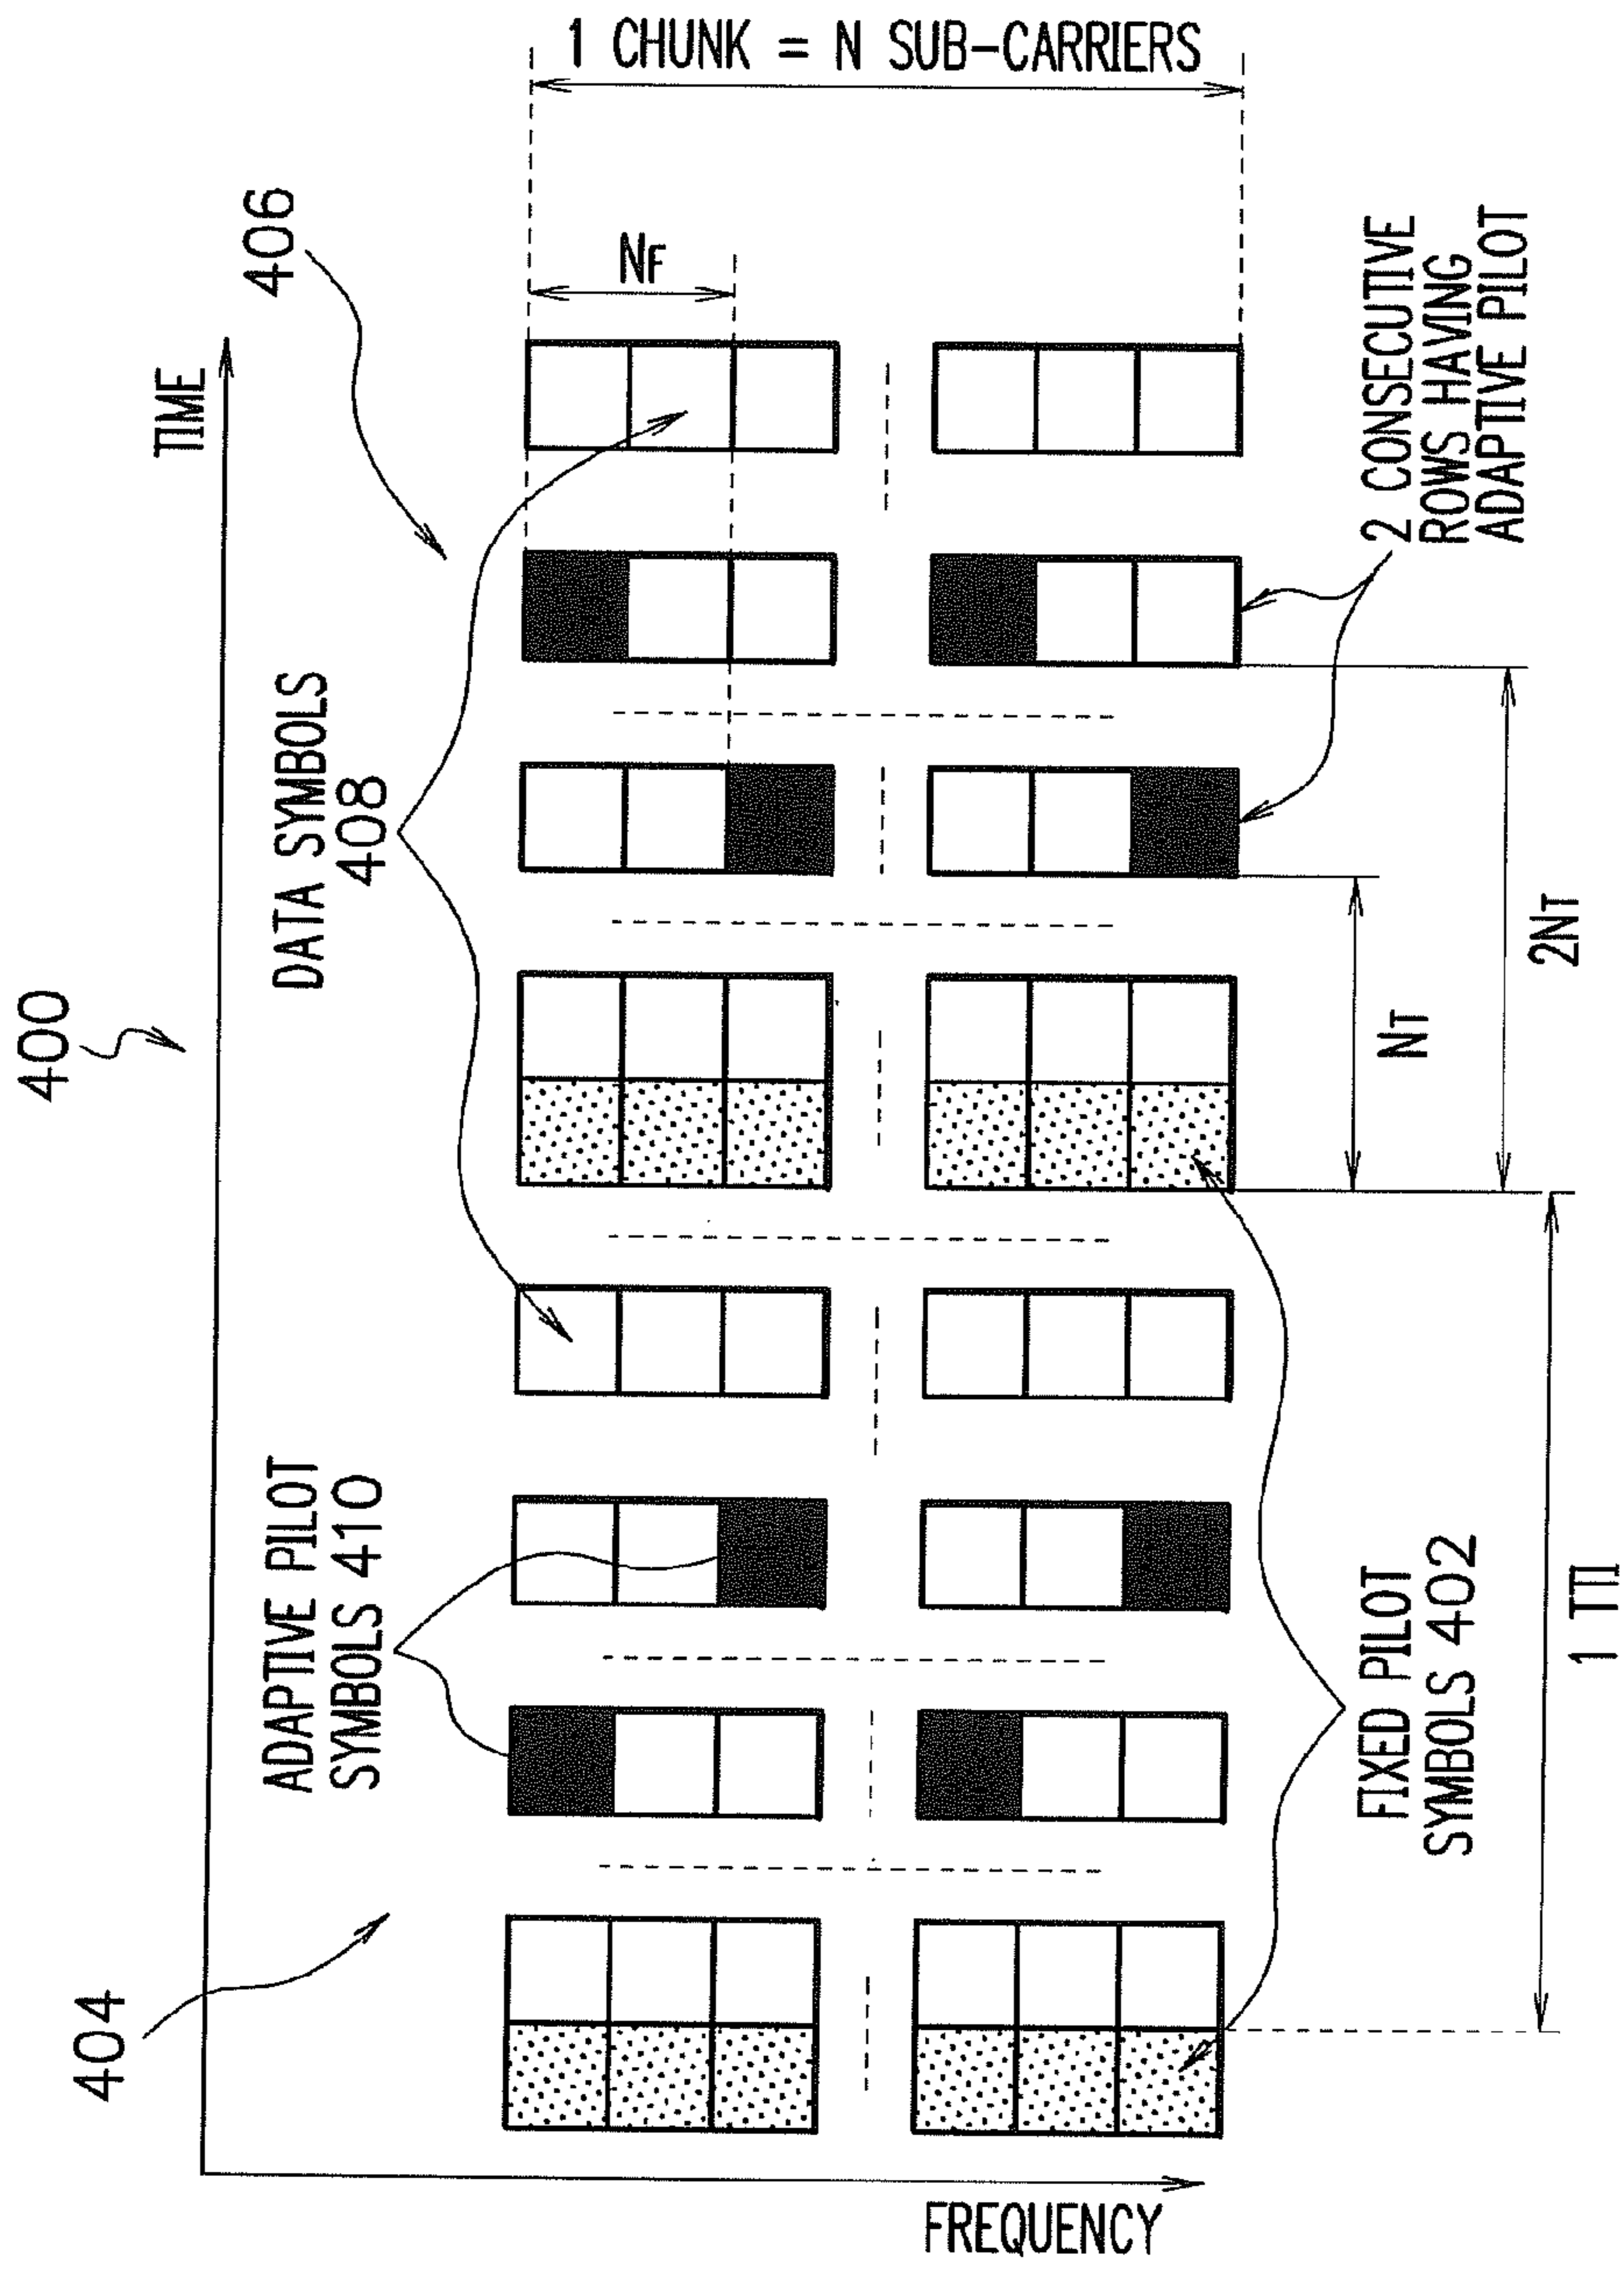 400
TIME
406
1 CHUNK = N SUB-CARRIERS
NF
DATA SYMBOLS
408
404
ADAPTIVE PILOT
SYMBOLS 410
2 CONSECUTIVE
ROWS HAVING
ADAPTIVE PILOT
NT
2NT
FIXED PILOT
SYMBOLS 402
1 TTI
FREQUENCY